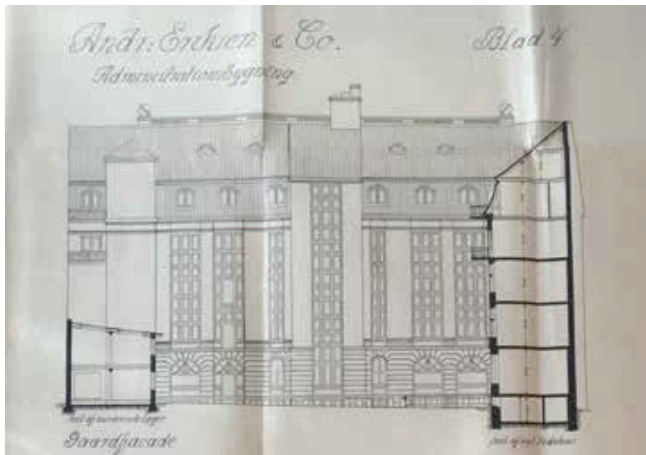 Andr: Eriksen & Co.
Blad 4
Administrationsbygning
Gaardfacade